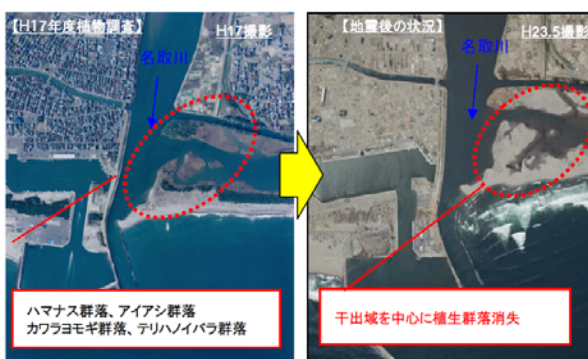 【H17年度植物調査】
H17撮影
名取川
ハマナス群落、アイアシ群落
カワラヨモギ群落、テリハノイバラ群落
【地震後の状況】
H23.5撮影
名取川
干出域を中心に植生群落消失